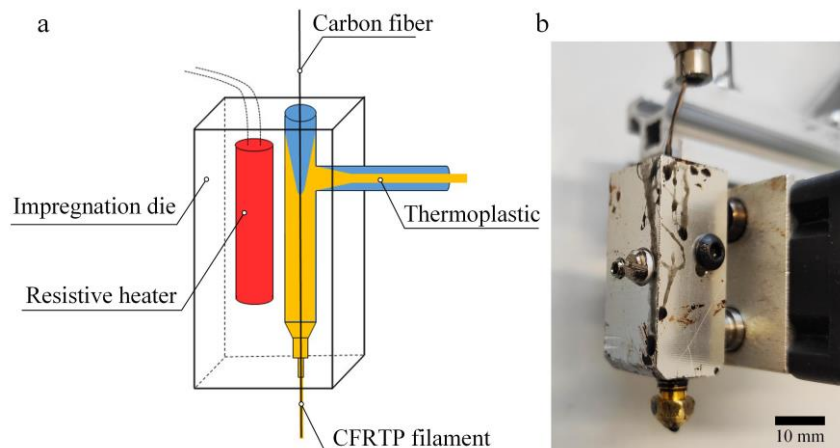 a
Carbon fiber
b
Impregnation die
Thermoplastic
Resistive heater
CFRTP filament
10 mm